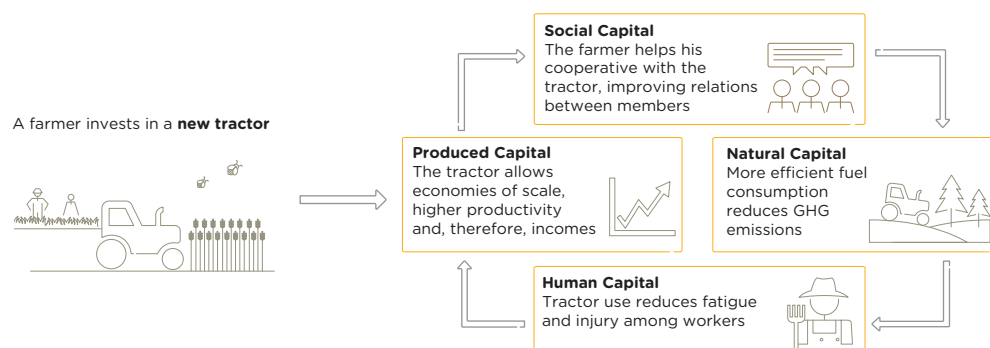 A farmer invests in a new tractor
Social Capital
The farmer helps his
cooperative with the
tractor, improving relations
between members
Produced Capital
The tractor allows
economies of scale,
higher productivity
and, therefore, incomes
Natural Capital
More efficient fuel
consumption
reduces GHG
emissions
Human Capital
Tractor use reduces fatigue
and injury among workers